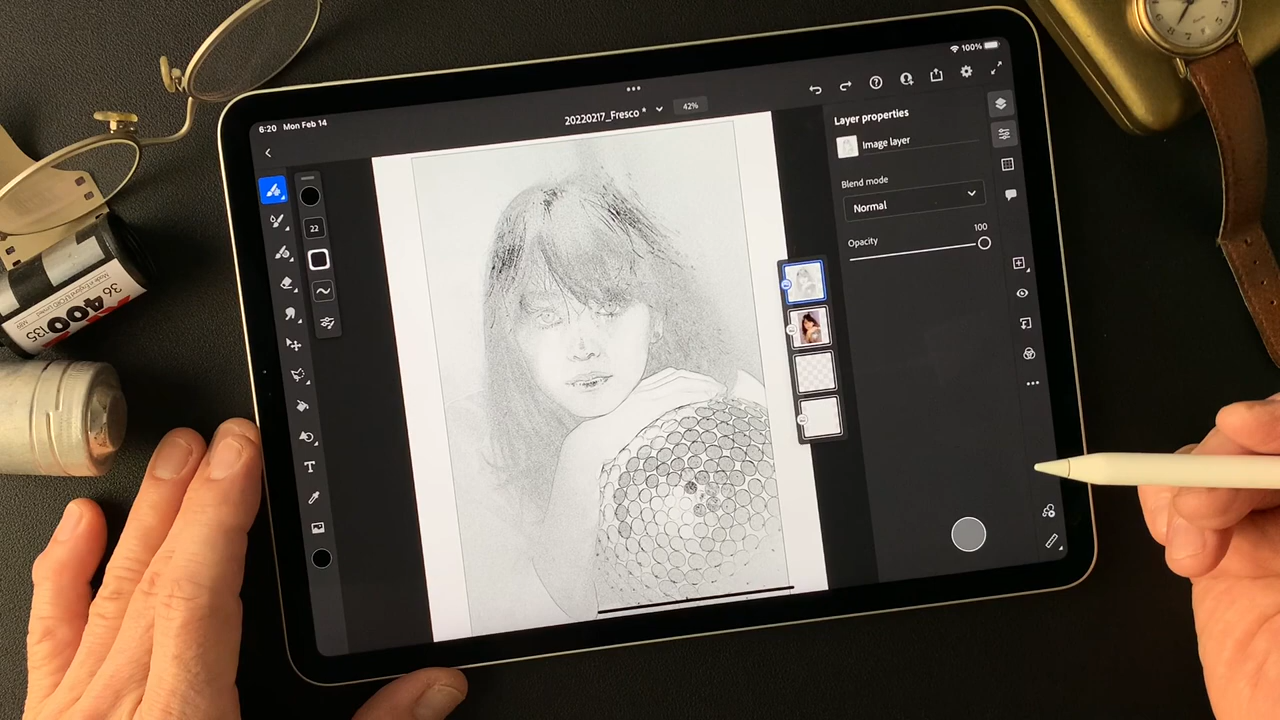 6:20 Mon Feb 14
100%
20220217_Fresco *
42%
Layer properties
Image layer
Blend mode
Normal
Opacity
100
22
T
36
400
135